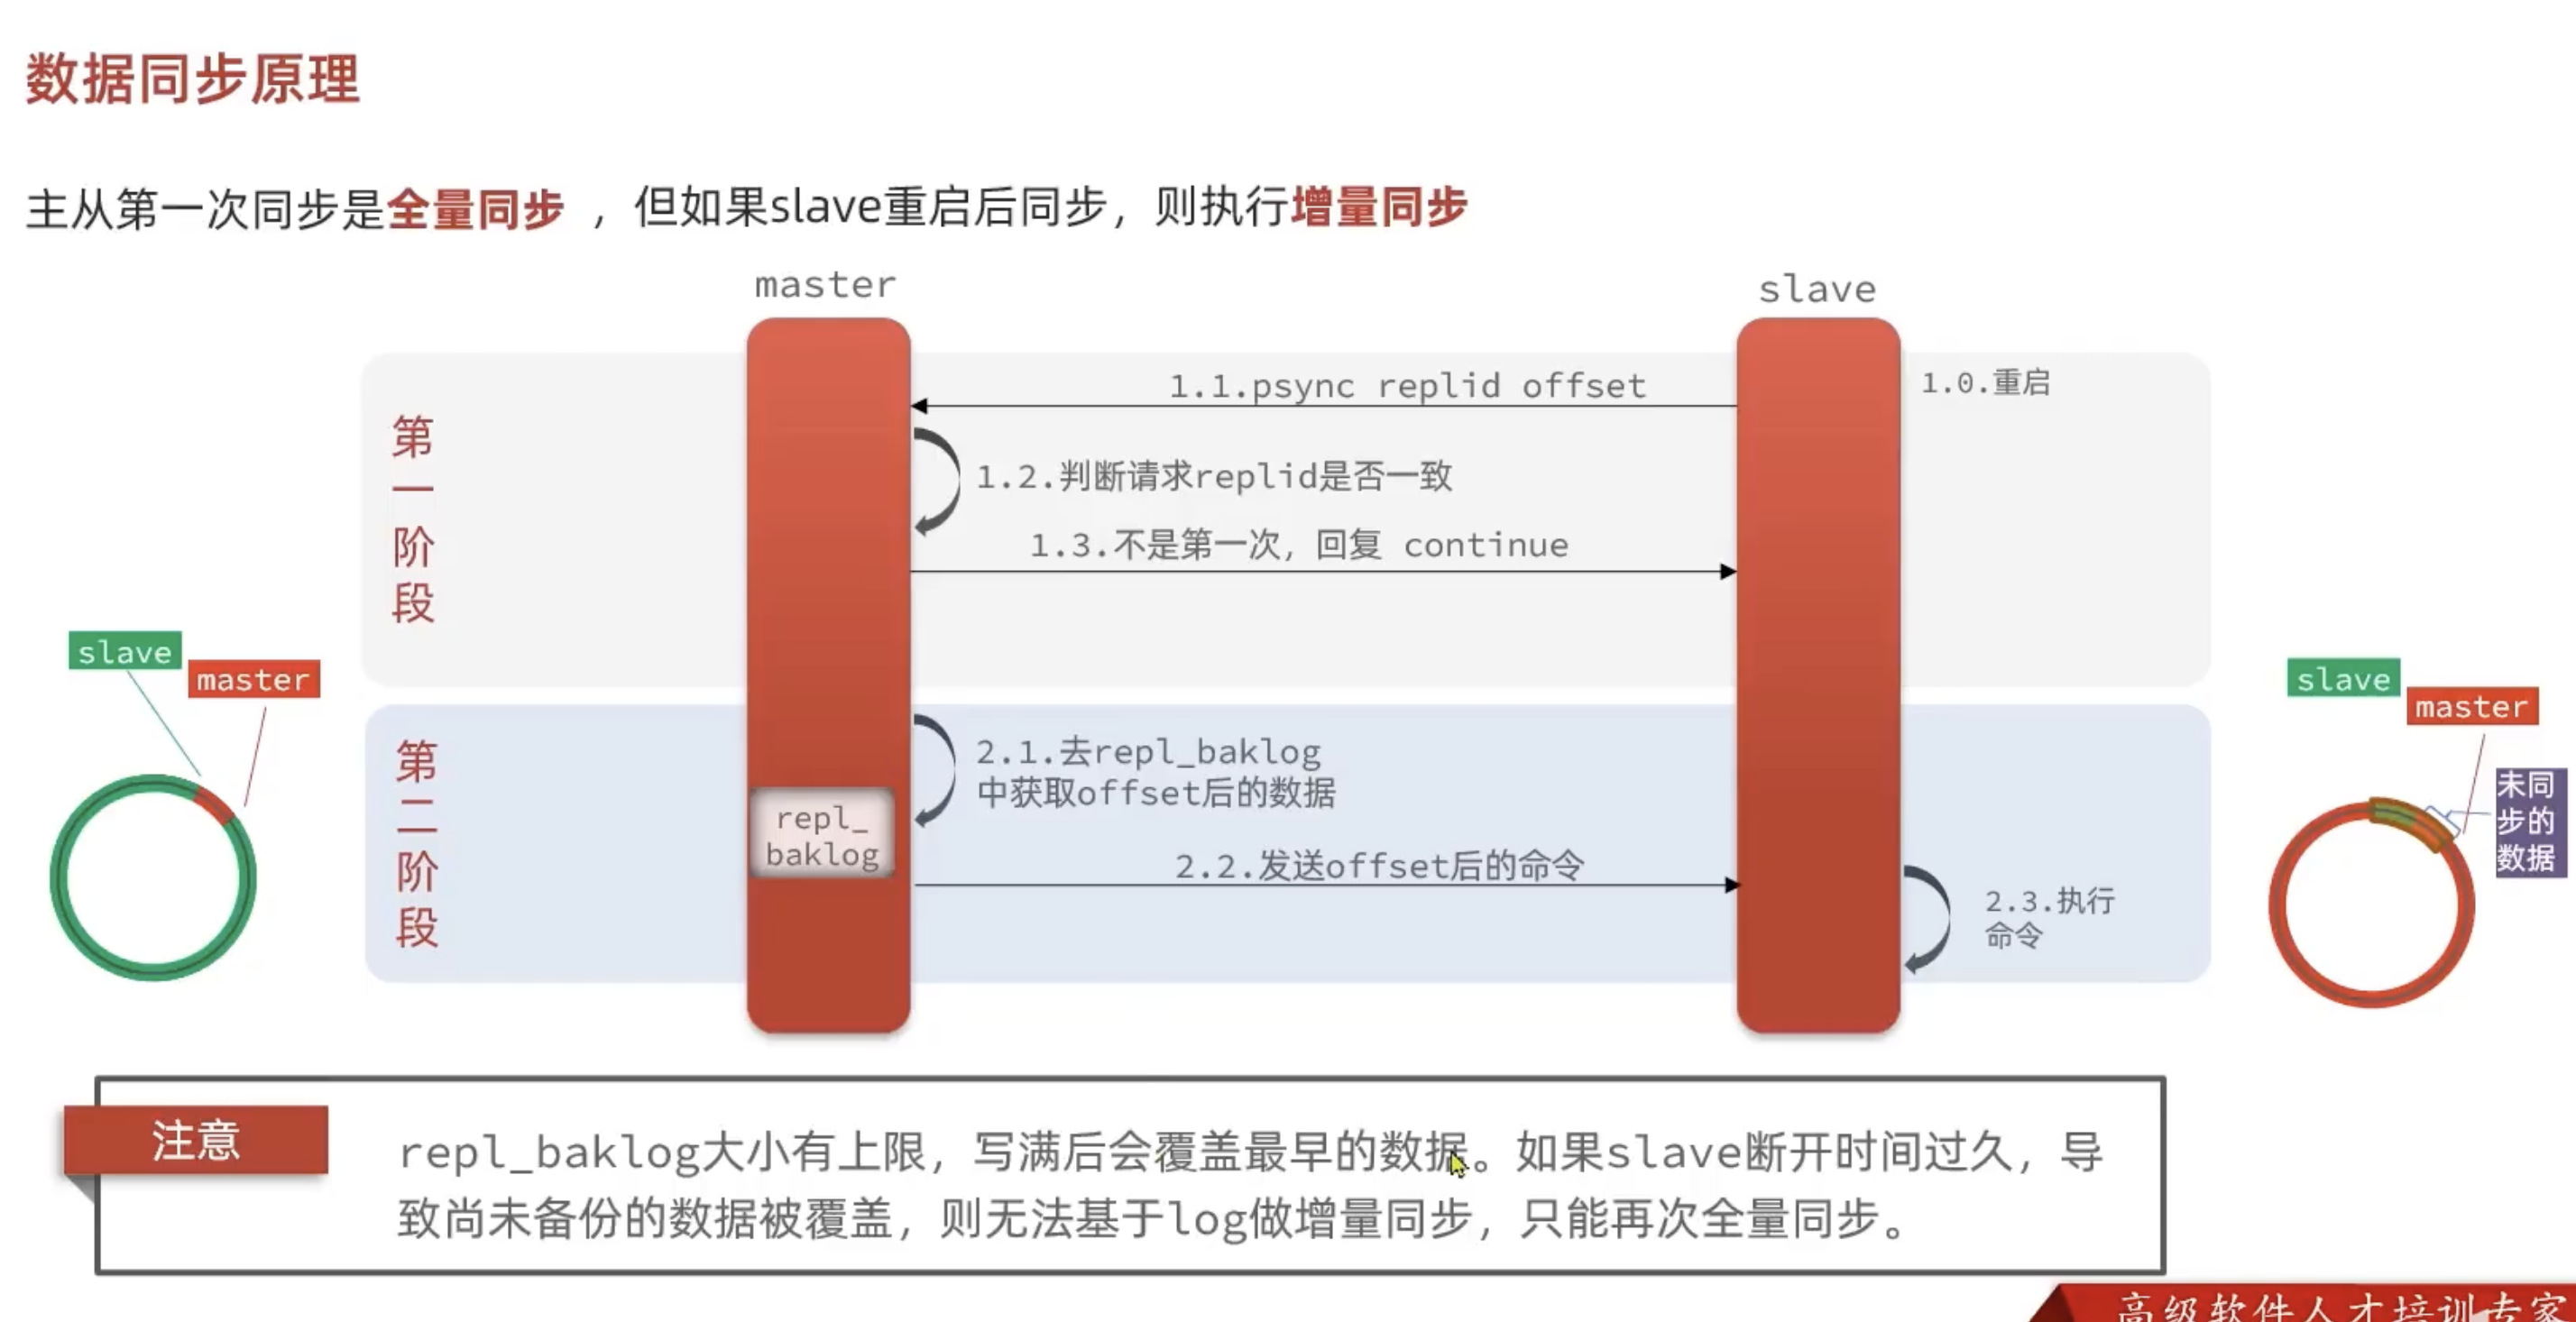 数据同步原理
主从第一次同步是全量同步 ，但如果slave重启后同步，则执行增量同步
master
slave
1.0.重启
1.1.psync replid offset
第一阶段
1.2.判断请求replid是否一致
1.3.不是第一次，回复 continue
slave
master
slave
master
第二阶段
2.1.去repl_baklog
中获取offset后的数据
repl_
baklog
2.2.发送offset后的命令
2.3.执行
命令
未同
步的
数据
注意
repl_baklog大小有上限，写满后会覆盖最早的数据。如果slave断开时间过久，导
致尚未备份的数据被覆盖，则无法基于log做增量同步，只能再次全量同步。
高级软件人才培训专家